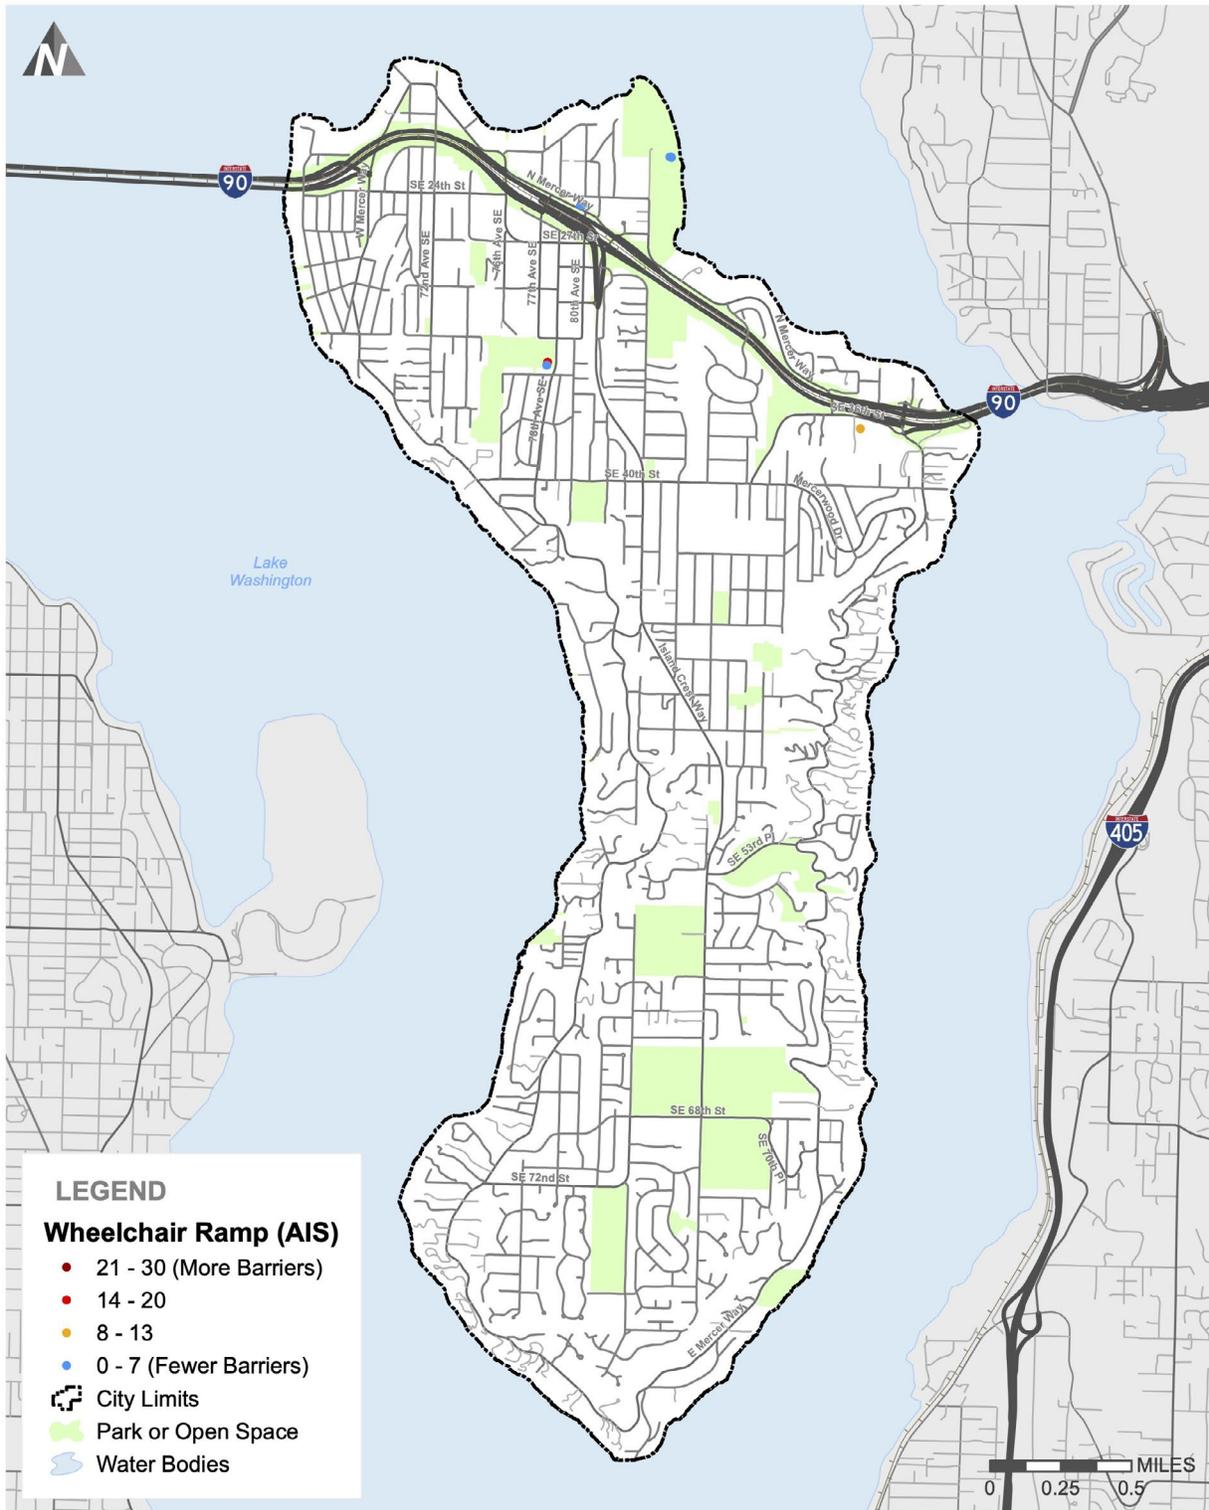 N
INTERSTATE
90
W Mercer Way
SE 24th St
N Mercer Way
SE 27th St
72nd Ave SE
76th Ave SE
77th Ave SE
80th Ave SE
N Mercer Way
INTERSTATE
90
SE 36th St
78th Ave SE
SE 40th St
Mercerwood Dr
Lake
Washington
Island Crest Way
INTERSTATE
405
SE 53rd Pl
SE 68th St
SE 70th Pl
SE 72nd St
E Mercer Way
LEGEND
Wheelchair Ramp (AIS)
21 - 30 (More Barriers)
14 - 20
8 - 13
0 - 7 (Fewer Barriers)
City Limits
Park or Open Space
Water Bodies
MILES
0 0.25 0.5